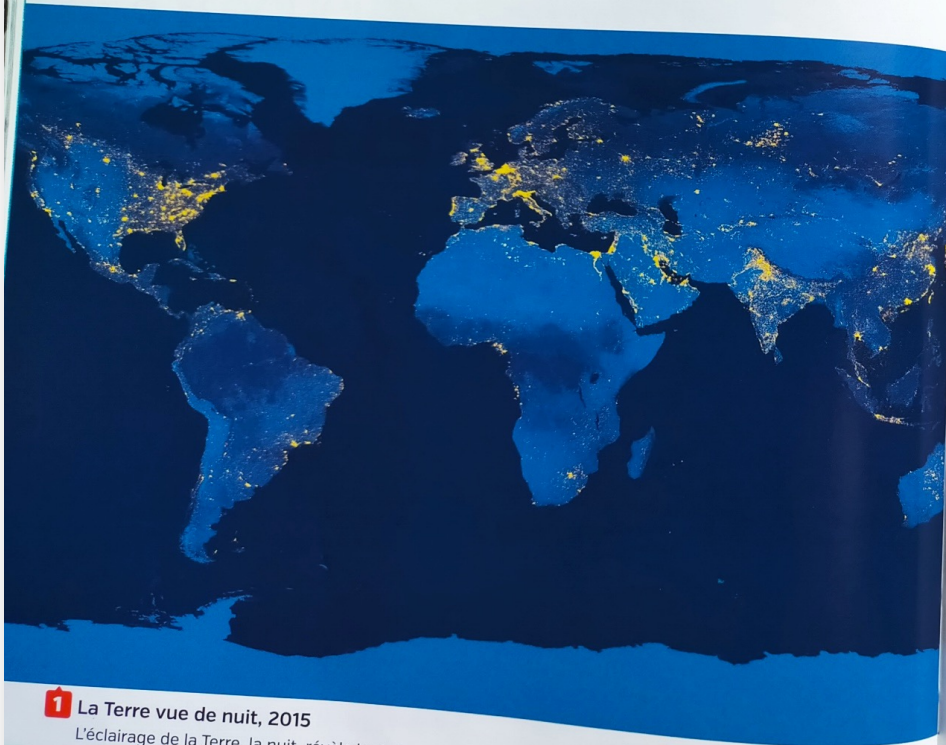 1 La Terre vue de nuit, 2015
L'éclairage de la Terre, la nuit,